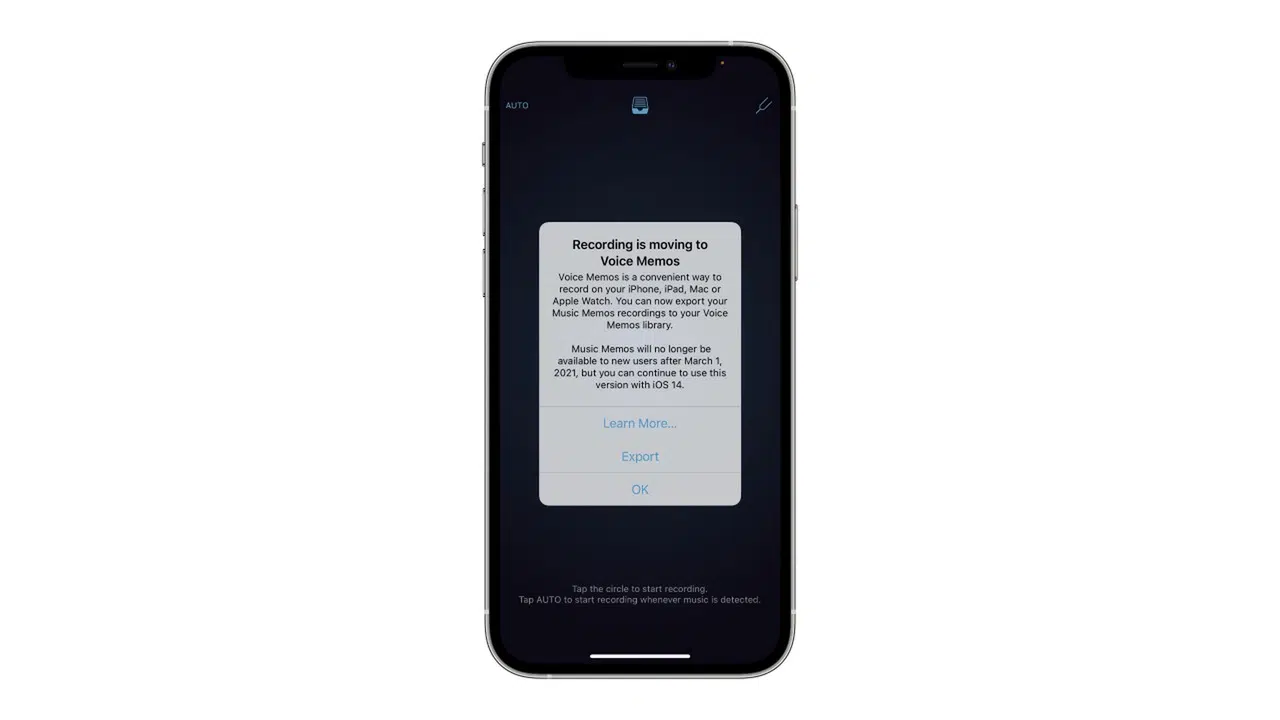 AUTO
Recording is moving to
Voice Memos
Voice Memos is a convenient way to
record on your iPhone, iPad, Mac or
Apple Watch. You can now export your
Music Memos recordings to your Voice
Memos library.
Music Memos will no longer be
available to new users after March 1,
2021, but you can continue to use this
version with iOS 14.
Learn More...
Export
OK
Tap the circle to start recording.
Tap AUTO to start recording whenever music is detected.